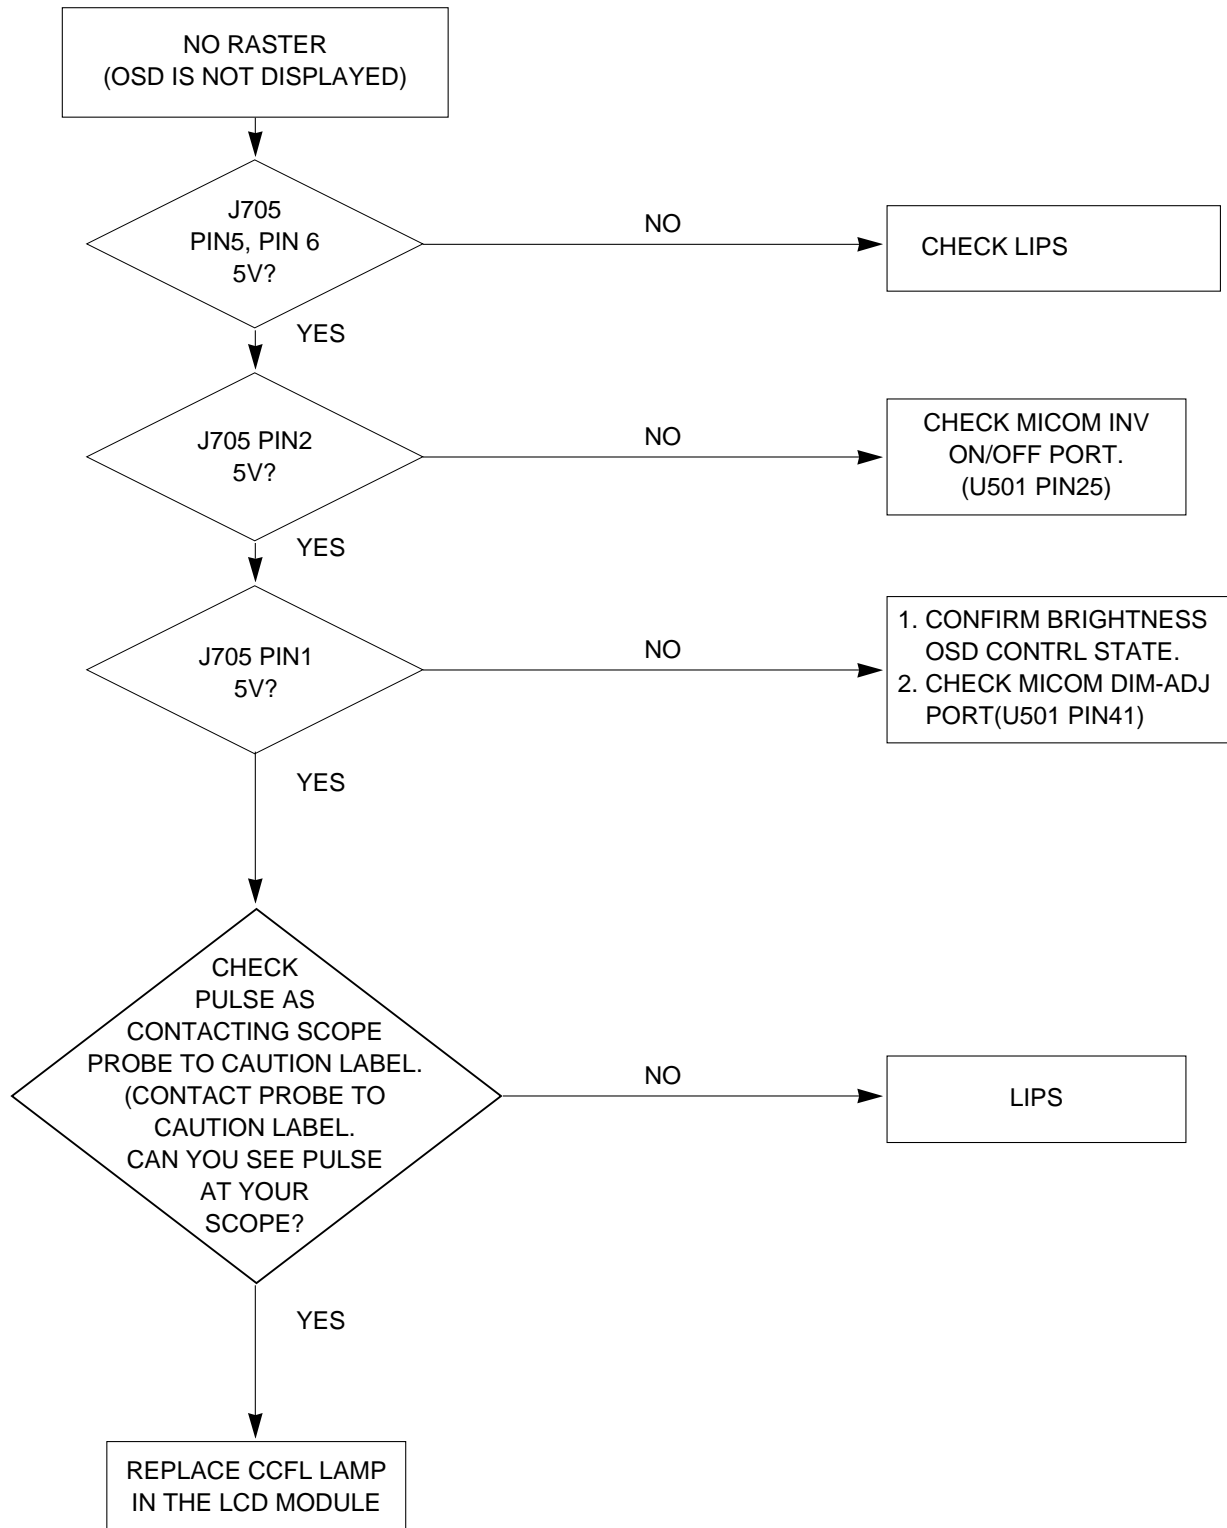 NO RASTER
(OSD IS NOT DISPLAYED)
J705
PIN5, PIN 6
5V?
NO
CHECK LIPS
YES
J705 PIN2
5V?
NO
CHECK MICOM INV
ON/OFF PORT.
(U501 PIN25)
YES
J705 PIN1
5V?
NO
1. CONFIRM BRIGHTNESS
OSD CONTRL STATE.
2. CHECK MICOM DIM-ADJ
PORT(U501 PIN41)
YES
CHECK
PULSE AS
CONTACTING SCOPE
PROBE TO CAUTION LABEL.
(CONTACT PROBE TO
CAUTION LABEL.
CAN YOU SEE PULSE
AT YOUR
SCOPE?
NO
LIPS
YES
REPLACE CCFL LAMP
IN THE LCD MODULE